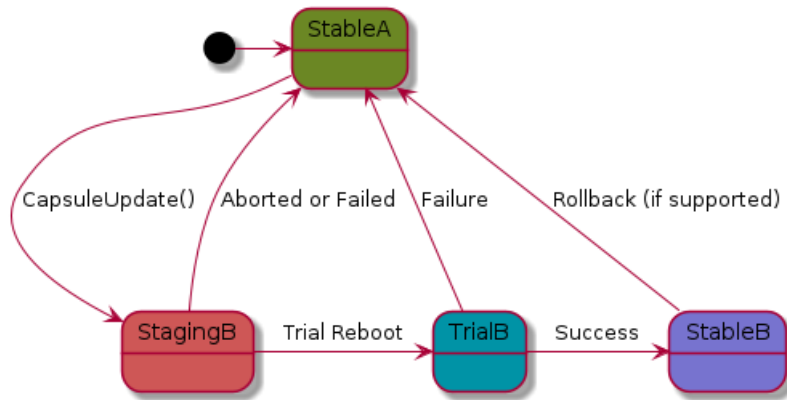 StableA
CapsuleUpdate()
Aborted or Failed
Failure
Rollback (if supported)
StagingB
Trial Reboot
TrialB
Success
StableB